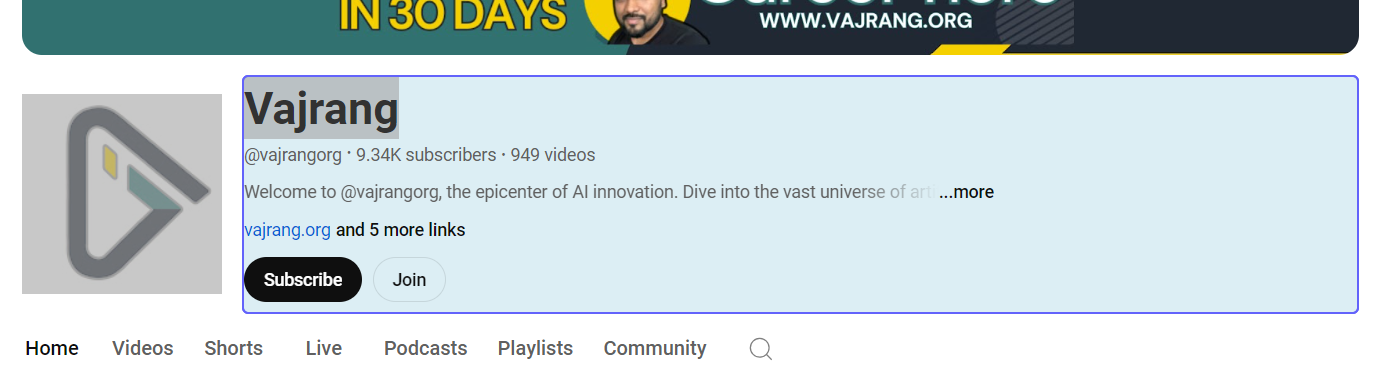 IN 30 DAYS
WWW.VAJRANG.ORG
Vajrang
@vajrangorg · 9.34K subscribers · 949 videos
Welcome to @vajrangorg, the epicenter of AI innovation. Dive into the vast universe of ...more
vajrang.org and 5 more links
Subscribe Join
Home Videos Shorts Live Podcasts Playlists Community